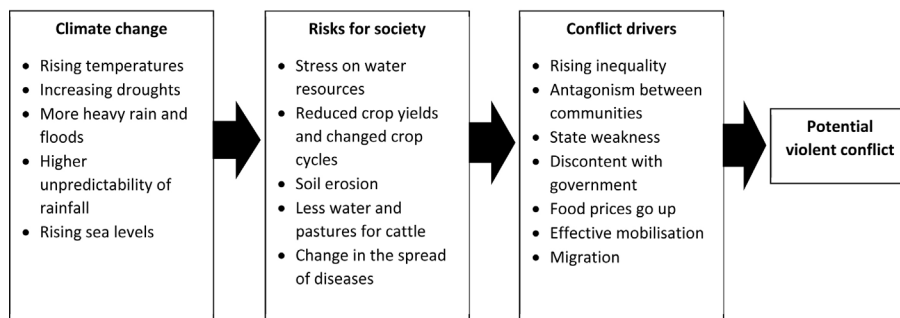 Climate change
• Rising temperatures
• Increasing droughts
• More heavy rain and
floods
• Higher
unpredictability of
rainfall
• Rising sea levels
Risks for society
• Stress on water
resources
• Reduced crop yields
and changed crop
cycles
• Soil erosion
• Less water and
pastures for cattle
• Change in the spread
of diseases
Conflict drivers
• Rising inequality
• Antagonism between
communities
• State weakness
• Discontent with
government
• Food prices go up
• Effective mobilisation
• Migration
Potential
violent conflict